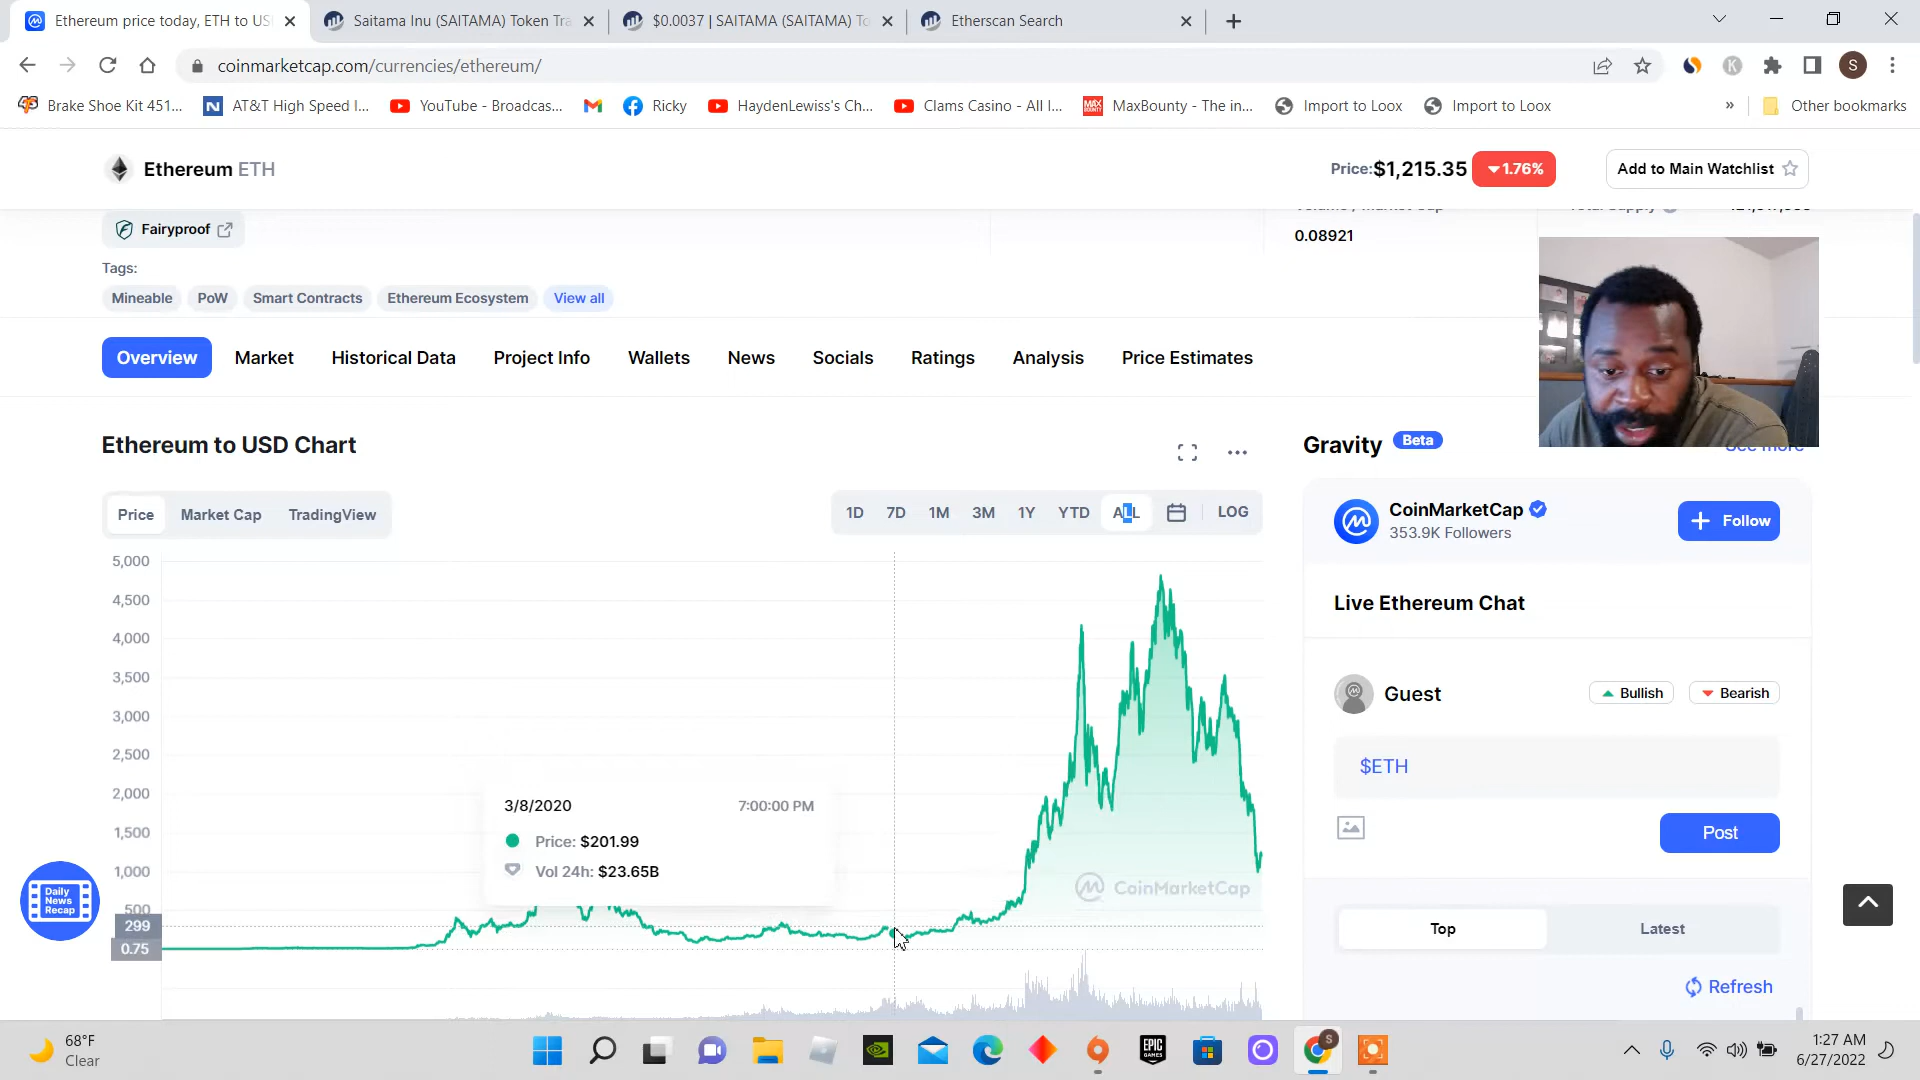 Ethereum price today, ETH to US
Saitama Inu (SAITAMA) Token Tra
$0.0037 | SAITAMA (SAITAMA) To
Etherscan Search
coinmarketcap.com/currencies/ethereum/
S
Brake Shoe Kit 451...
AT&T High Speed I...
YouTube - Broadcas...
Ricky
HaydenLewiss's Ch...
Clams Casino - All I...
MaxBounty - The in...
Import to Loox
Import to Loox
»
Other bookmarks
Ethereum ETH
Price:$1,215.35
1.76%
Add to Main Watchlist
Fairyproof
0.08921
Tags:
Mineable
PoW
Smart Contracts
Ethereum Ecosystem
View all
Overview
Market
Historical Data
Project Info
Wallets
News
Socials
Ratings
Analysis
Price Estimates
Ethereum to USD Chart
Gravity Beta
See more
Price
Market Cap
TradingView
1D
7D
1M
3M
1Y
YTD
ALL
LOG
CoinMarketCap
353.9K Followers
+ Follow
5,000
4,500
4,000
3,500
3,000
2,500
2,000
1,500
1,000
500
299
0.75
3/8/2020 7:00:00 PM
Price: $201.99
Vol 24h: $23.65B
CoinMarketCap
Live Ethereum Chat
Guest
Bullish
Bearish
$ETH
Post
Top
Latest
Refresh
Daily
News
Recap
68°F
Clear
EPIC
GAMES
S
1:27 AM
6/27/2022